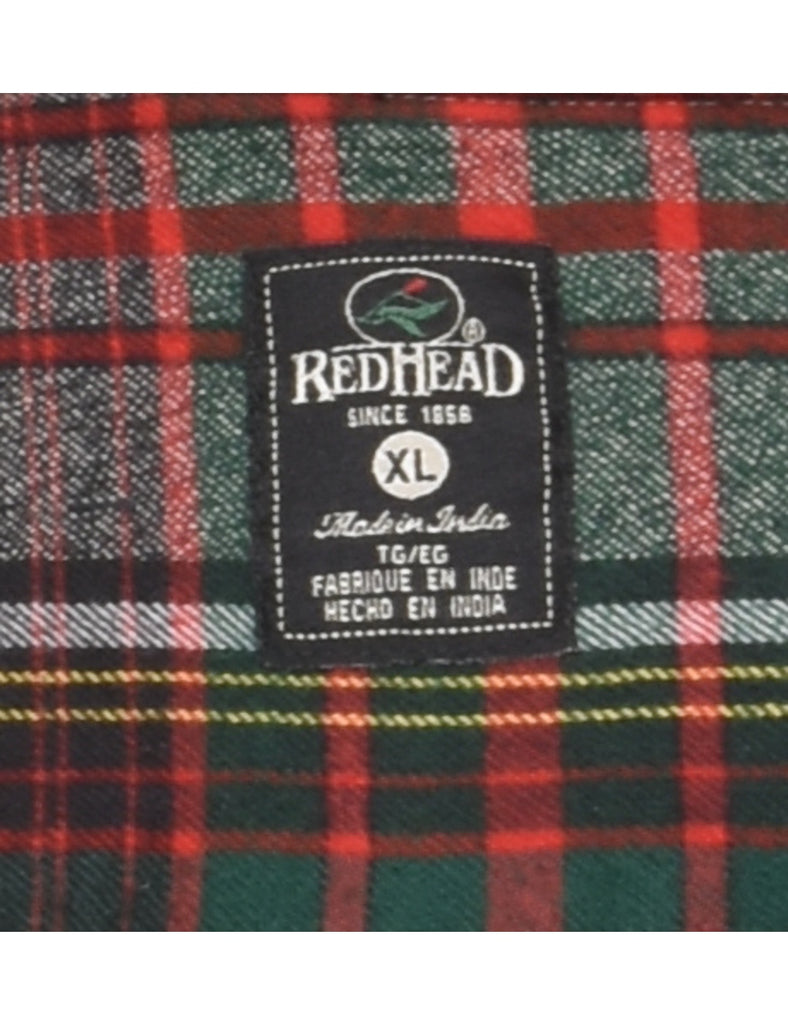 ®
REDHEAD
SINCE 1856
XL
Made in India
TG/EG
FABRIQUE EN INDE
HECHO EN INDIA